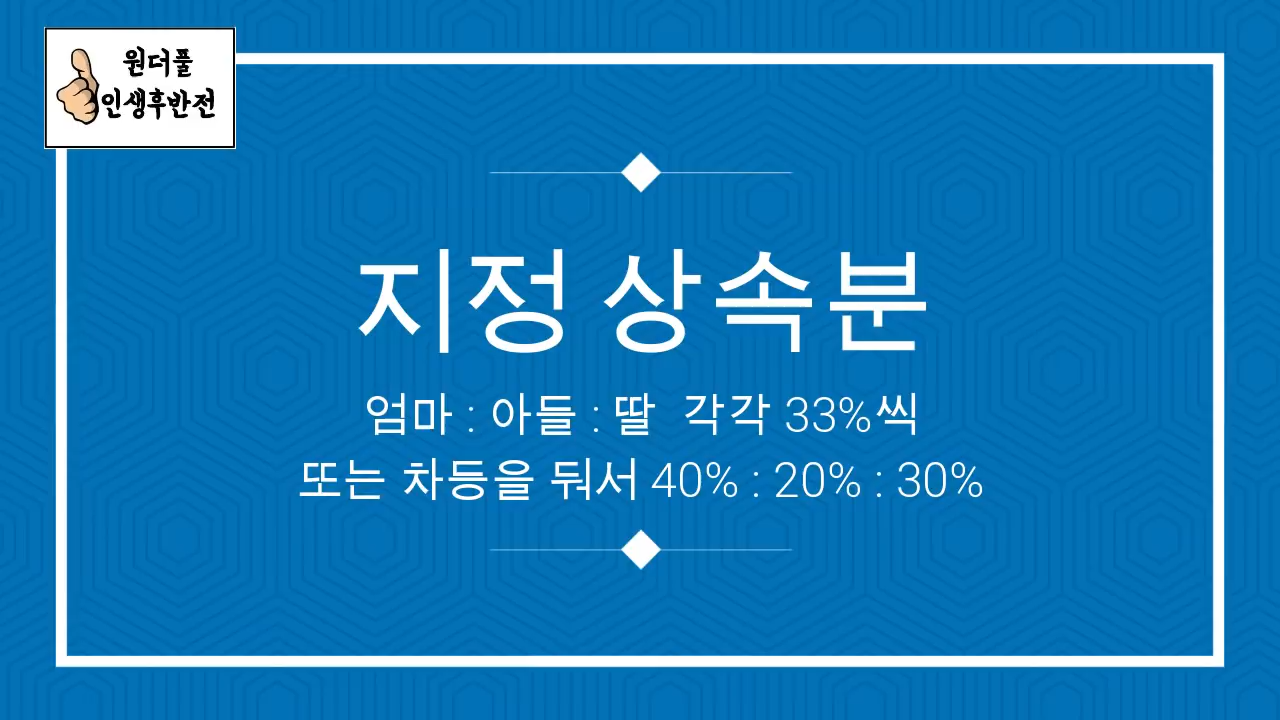 원더풀
인생후반전
지정 상속분
엄마 : 아들 : 딸 각각 33%씩
또는 차등을 둬서 40% : 20% : 30%